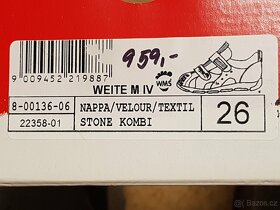 959,-
9 009452 219887
WMS
WEITE M IV
8-00136-06
NAPPA/VELOUR/TEXTIL
26
22358-01
STONE KOMBI
Bazoš.cz